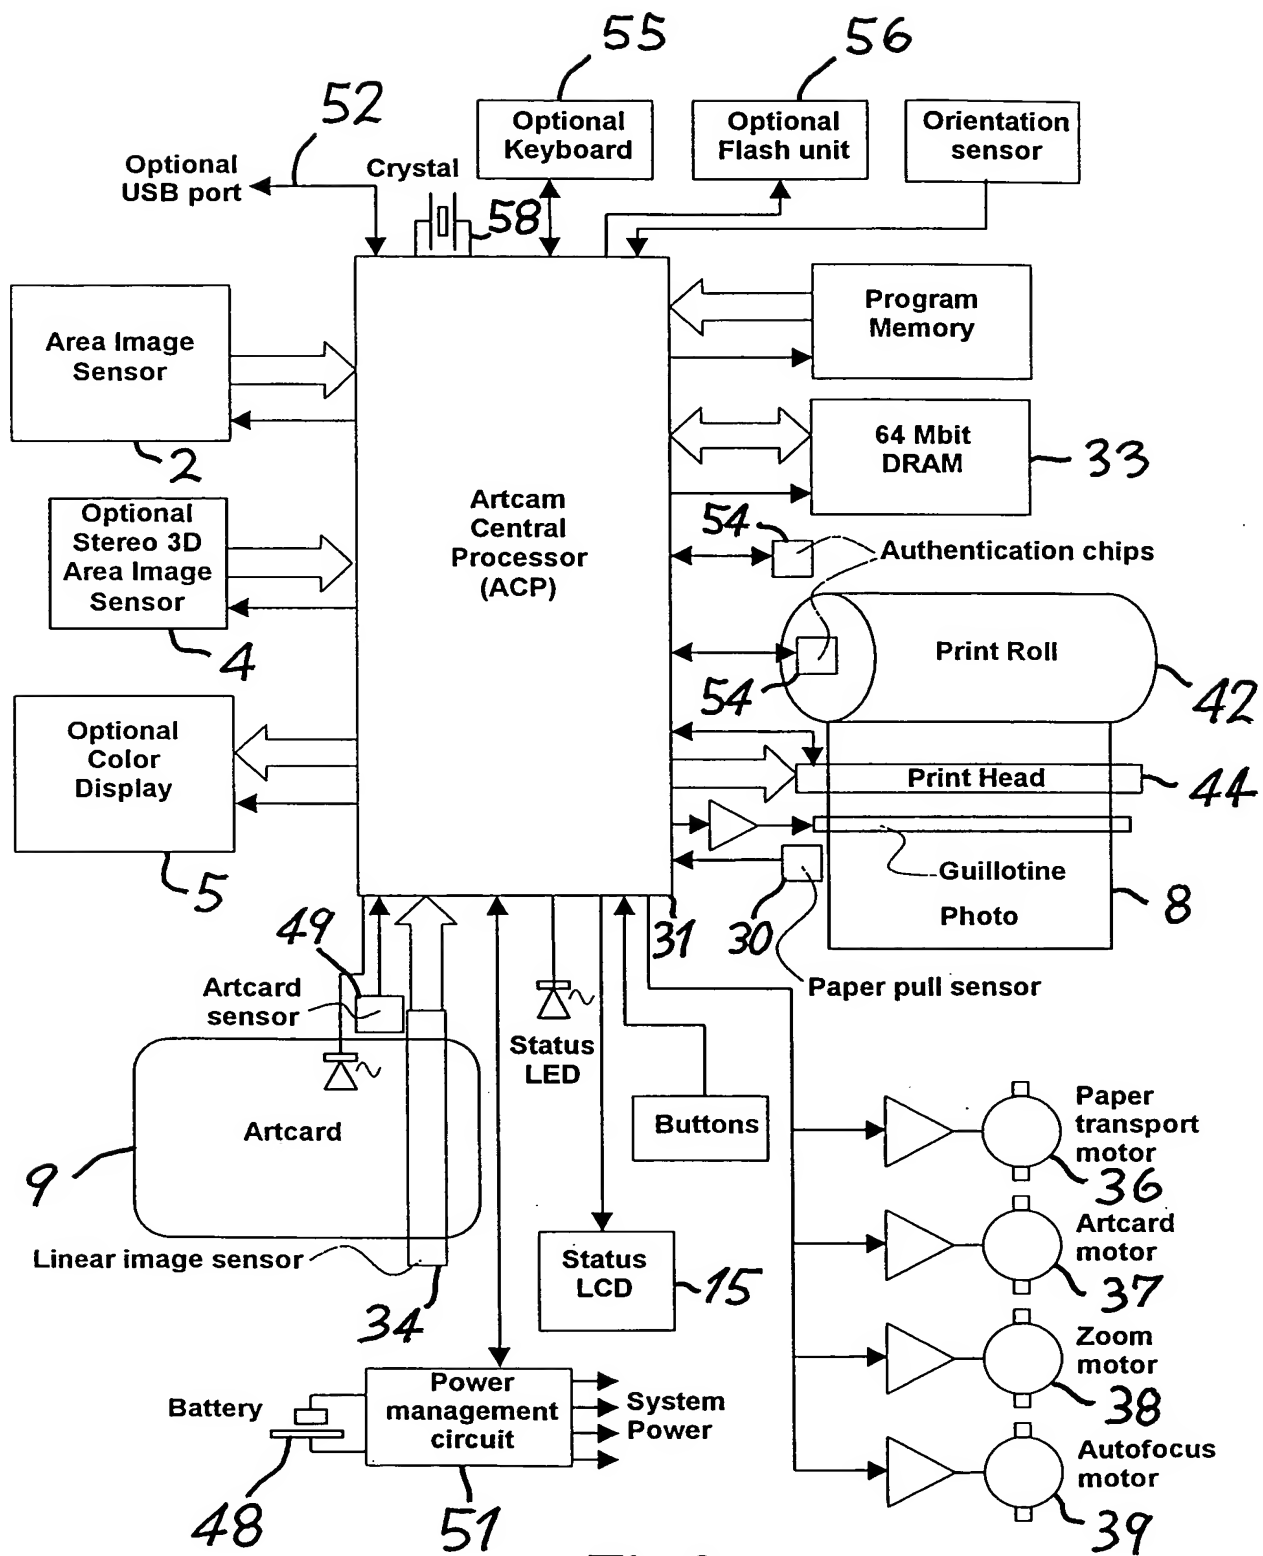 55
56
52
Optional
Keyboard
Optional
Flash unit
Orientation
sensor
Optional
USB port
Crystal
58
Area Image
Sensor
2
Program
Memory
64 Mbit
DRAM
33
Optional
Stereo 3D
Area Image
Sensor
4
Artcam
Central
Processor
(ACP)
54
Authentication chips
Print Roll
54
42
Optional
Color
Display
5
Print Head
44
Guillotine
Photo
8
30
31
Paper pull sensor
49
Artcard
sensor
Status
LED
Artcard
9
Buttons
Linear image sensor
34
Status
LCD
15
Paper
transport
motor
36
Artcard
motor
37
Zoom
motor
38
Autofocus
motor
39
Battery
48
Power
management
circuit
51
System
Power